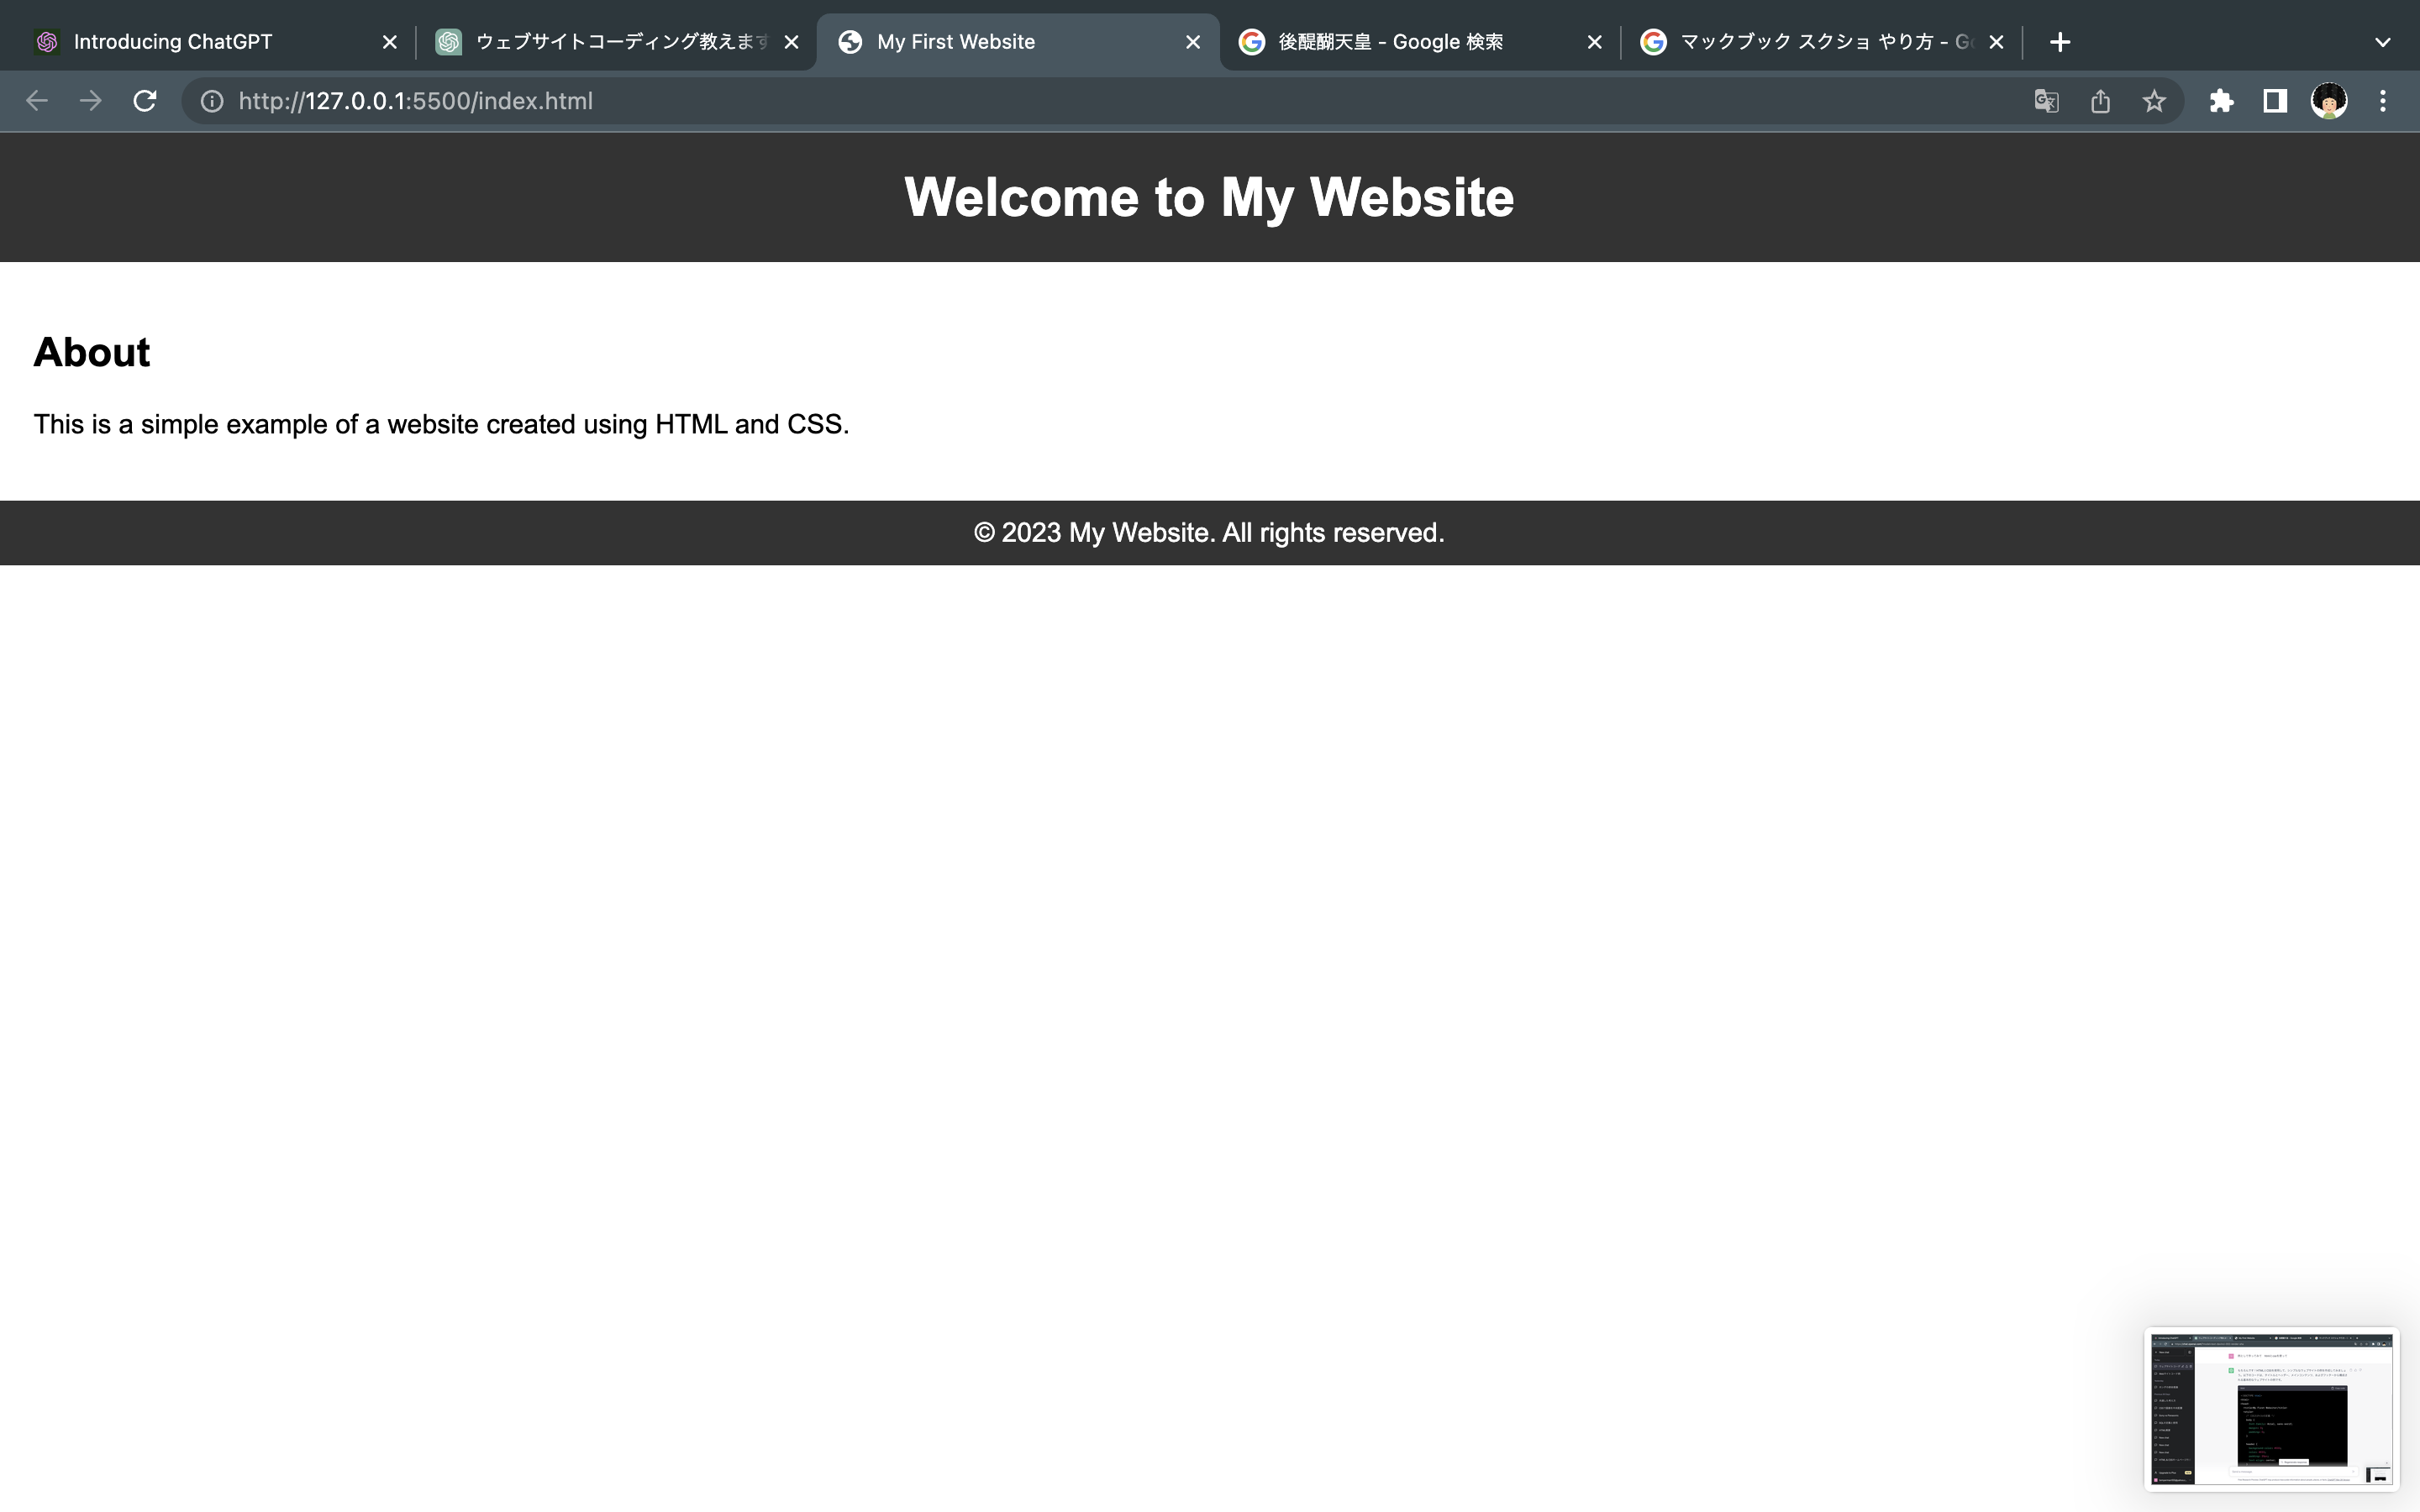 Introducing ChatGPT
ウェブサイトコーディング教えます
My First Website
後醍醐天皇 - Google 検索
マックブック スクショ やり方 - Go
http://127.0.0.1:5500/index.html
Welcome to My Website
About
This is a simple example of a website created using HTML and CSS.
© 2023 My Website. All rights reserved.